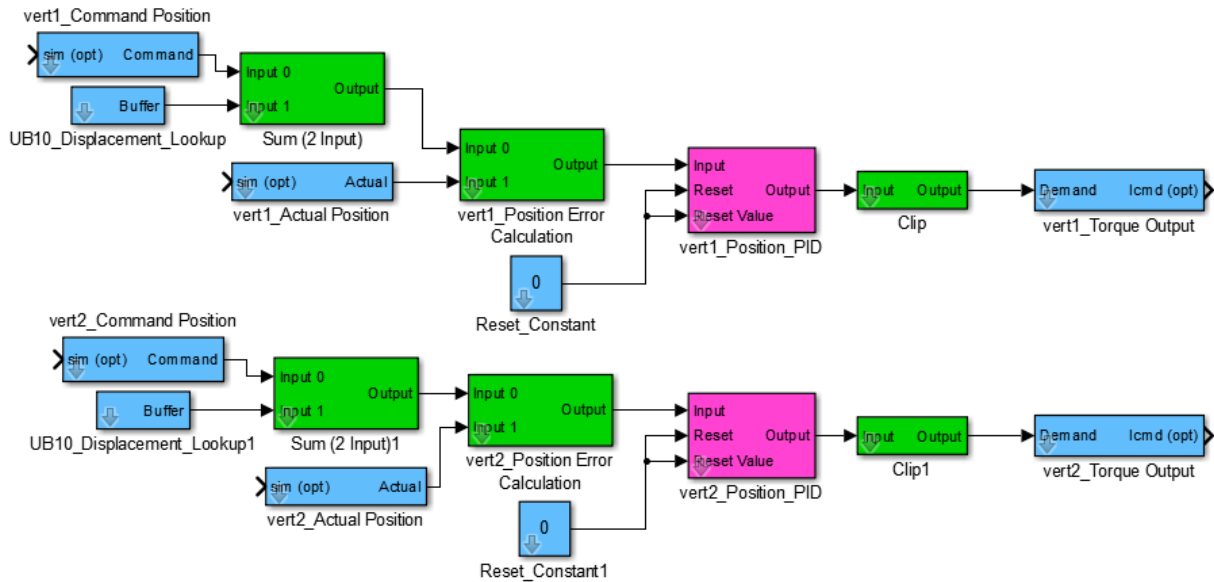 vert1_Command Position
sim (opt) Command
Input 0
Output
Input 1
Buffer
UB10_Displacement_Lookup
Sum (2 Input)
Input 0
Output
Input 1
sim (opt) Actual
vert1_Actual Position
vert1_Position Error
Calculation
Input
Reset Output
Reset Value
vert1_Position_PID
Input Output
Clip
Demand Icmd (opt)
vert1_Torque Output
0
Reset_Constant
vert2_Command Position
sim (opt) Command
Input 0
Output
Input 1
Buffer
UB10_Displacement_Lookup1
Sum (2 Input)1
Input 0
Output
Input 1
sim (opt) Actual
vert2_Actual Position
vert2_Position Error
Calculation
Input
Reset Output
Reset Value
vert2_Position_PID
Input Output
Clip1
Demand Icmd (opt)
vert2_Torque Output
0
Reset_Constant1